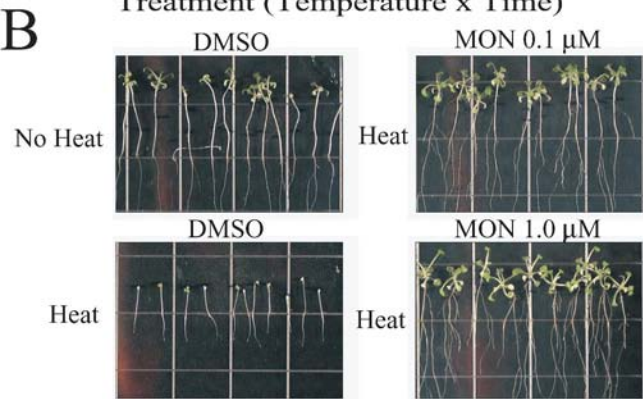 Treatment (Temperature x Time)
B
DMSO
MON 0.1 µM
No Heat
Heat
DMSO
MON 1.0 µM
Heat
Heat